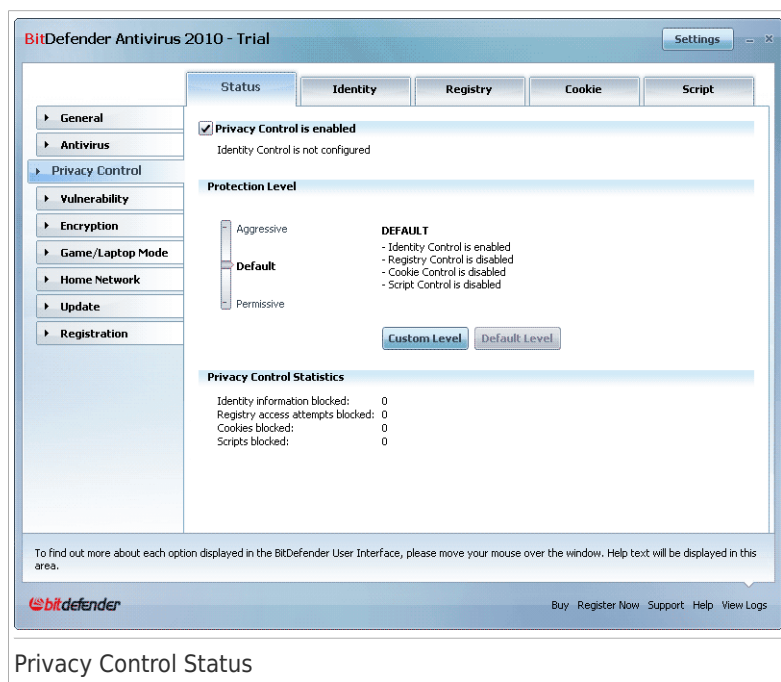 BitDefender Antivirus 2010 - Trial
Settings
Status
Identity
Registry
Cookie
Script
General
Antivirus
Privacy Control
Vulnerability
Encryption
Game/Laptop Mode
Home Network
Update
Registration
Privacy Control is enabled
Identity Control is not configured
Protection Level
Aggressive
Default
Permissive
DEFAULT
- Identity Control is enabled
- Registry Control is disabled
- Cookie Control is disabled
- Script Control is disabled
Custom Level
Default Level
Privacy Control Statistics
Identity information blocked: 0
Registry access attempts blocked: 0
Cookies blocked: 0
Scripts blocked: 0
To find out more about each option displayed in the BitDefender User Interface, please move your mouse over the window. Help text will be displayed in this
area.
bitdefender
Buy Register Now Support Help View Logs
Privacy Control Status